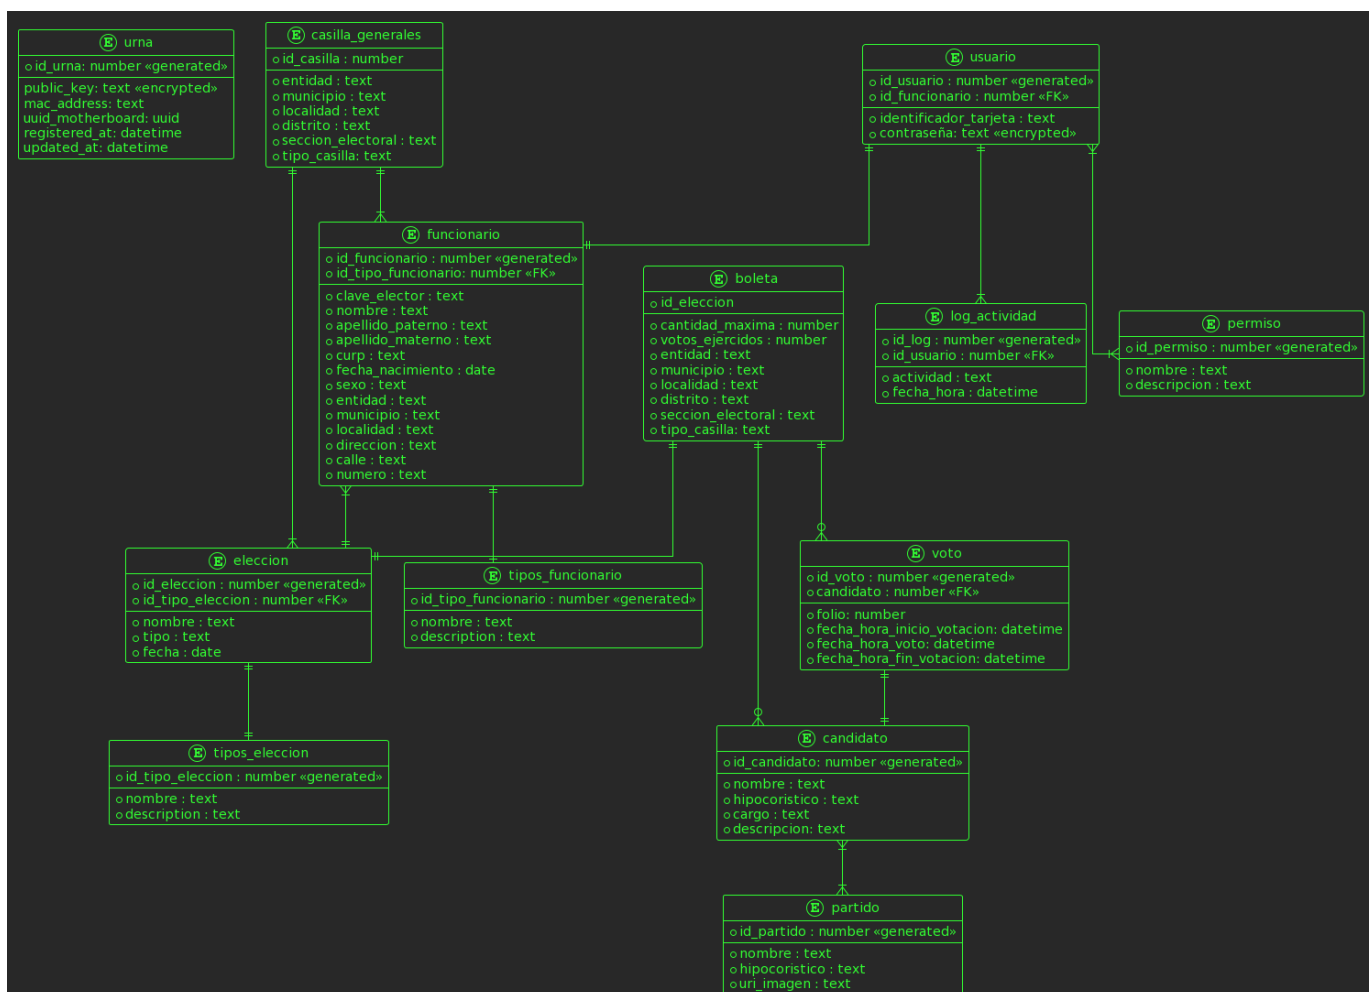 E urna
id_urna: number «generated»
public_key: text «encrypted»
mac_address: text
uuid_motherboard: uuid
registered_at: datetime
updated_at: datetime
E casilla_generales
id_casilla : number
entidad : text
municipio : text
localidad : text
distrito : text
seccion_electoral : text
tipo_casilla: text
E usuario
id_usuario : number «generated»
id_funcionario : number «FK»
identificador_tarjeta : text
contraseña: text «encrypted»
E funcionario
id_funcionario : number «generated»
id_tipo_funcionario: number «FK»
clave_elector : text
nombre : text
apellido_paterno : text
apellido_materno : text
curp : text
fecha_nacimiento : date
sexo : text
entidad : text
municipio : text
localidad : text
direccion : text
calle : text
numero : text
E boleta
id_eleccion
cantidad_maxima : number
votos_ejercidos : number
entidad : text
municipio : text
localidad : text
distrito : text
seccion_electoral : text
tipo_casilla: text
E log_actividad
id_log : number «generated»
id_usuario : number «FK»
actividad : text
fecha_hora : datetime
E permiso
id_permiso : number «generated»
nombre : text
descripcion : text
E eleccion
id_eleccion : number «generated»
id_tipo_eleccion : number «FK»
nombre : text
tipo : text
fecha : date
E tipos_funcionario
id_tipo_funcionario : number «generated»
nombre : text
description : text
E voto
id_voto : number «generated»
candidato : number «FK»
folio: number
fecha_hora_inicio_votacion: datetime
fecha_hora_voto: datetime
fecha_hora_fin_votacion: datetime
E tipos_eleccion
id_tipo_eleccion : number «generated»
nombre : text
description : text
E candidato
id_candidato: number «generated»
nombre : text
hipocoristico : text
cargo : text
descripcion: text
E partido
id_partido : number «generated»
nombre : text
hipocoristico : text
uri_imagen : text